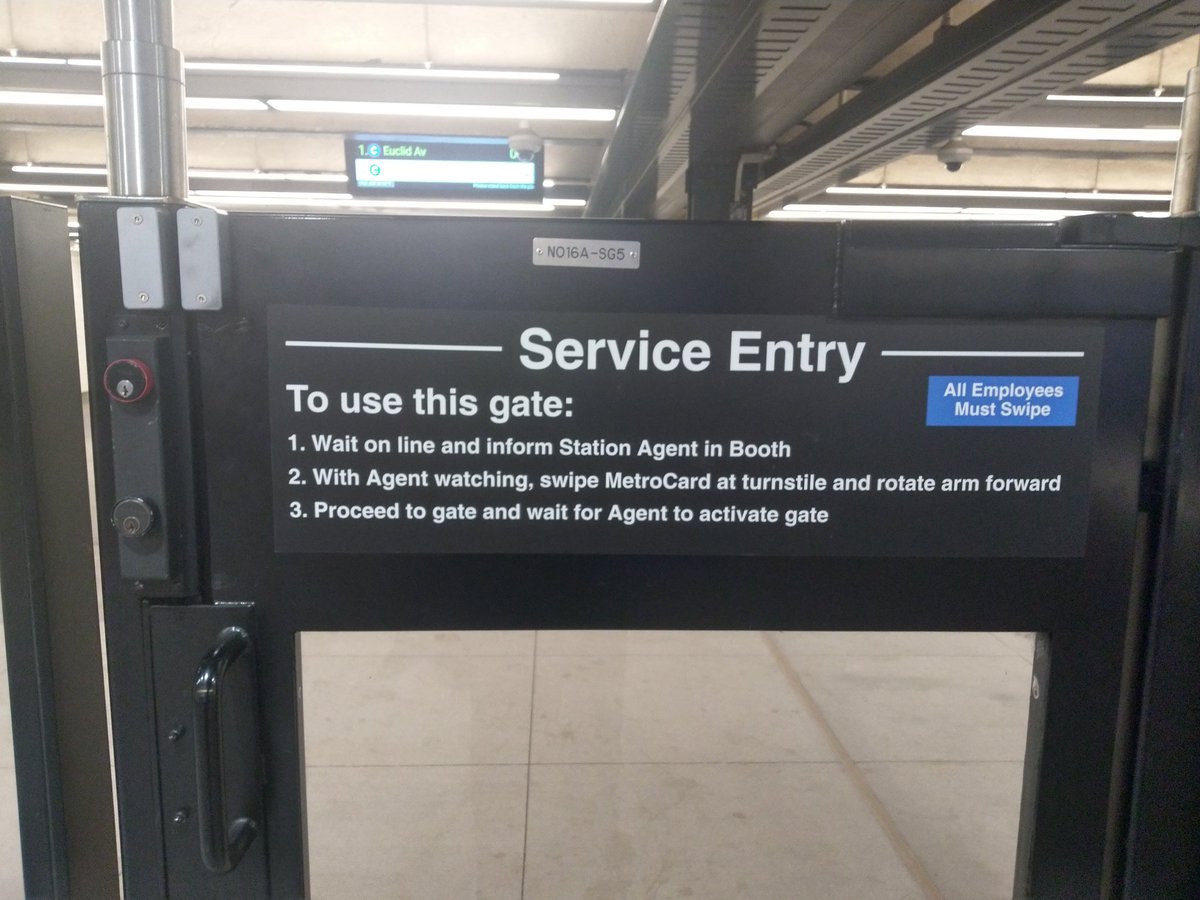 1. C Euclid Av
C
NO16A-SG5
Service Entry
To use this gate:
All Employees
Must Swipe
1. Wait on line and inform Station Agent in Booth
2. With Agent watching, swipe MetroCard at turnstile and rotate arm forward
3. Proceed to gate and wait for Agent to activate gate